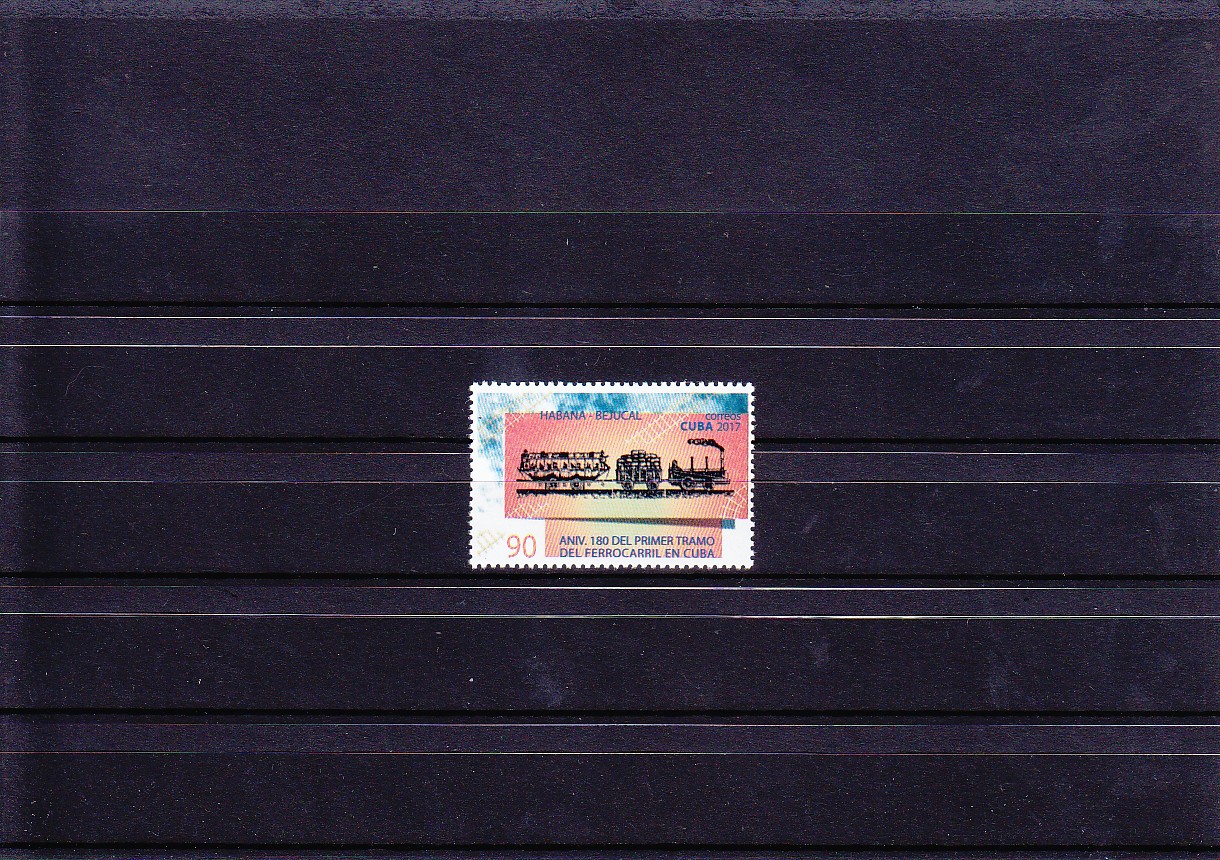 HABANA - BEJUCAL
correos
CUBA 2017
90
ANIV. 180 DEL PRIMER TRAMO
DEL FERROCARRIL EN CUBA